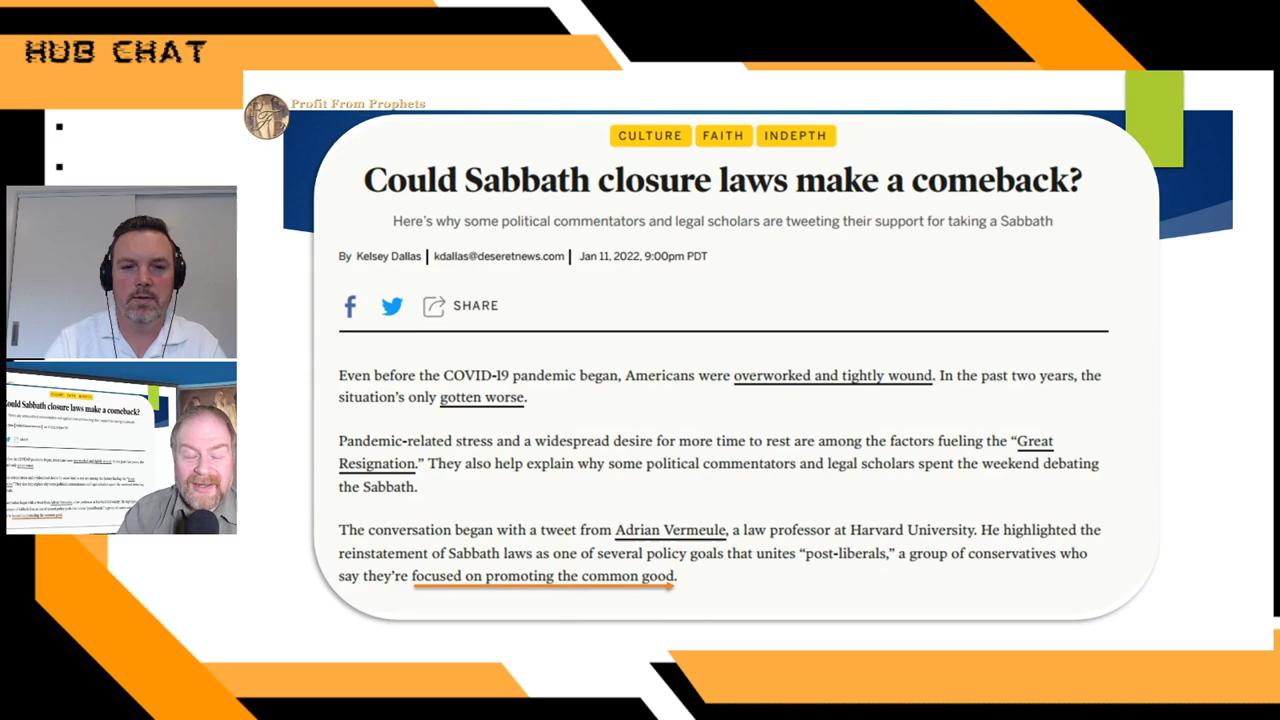 HUB CHAT
Profit From Prophets
CULTURE FAITH INDEPTH
Could Sabbath closure laws make a comeback?
Here's why some political commentators and legal scholars are tweeting their support for taking a Sabbath
By Kelsey Dallas | kdallas@deseretnews.com | Jan 11, 2022, 9:00pm PDT
SHARE
Even before the COVID-19 pandemic began, Americans were overworked and tightly wound. In the past two years, the
situation's only gotten worse.
Pandemic-related stress and a widespread desire for more time to rest are among the factors fueling the “Great
Resignation.” They also help explain why some political commentators and legal scholars spent the weekend debating
the Sabbath.
The conversation began with a tweet from Adrian Vermeule, a law professor at Harvard University. He highlighted the
reinstatement of Sabbath laws as one of several policy goals that unites “post-liberals,” a group of conservatives who
say they're focused on promoting the common good.
Could Sabbath closure laws make a comeback?